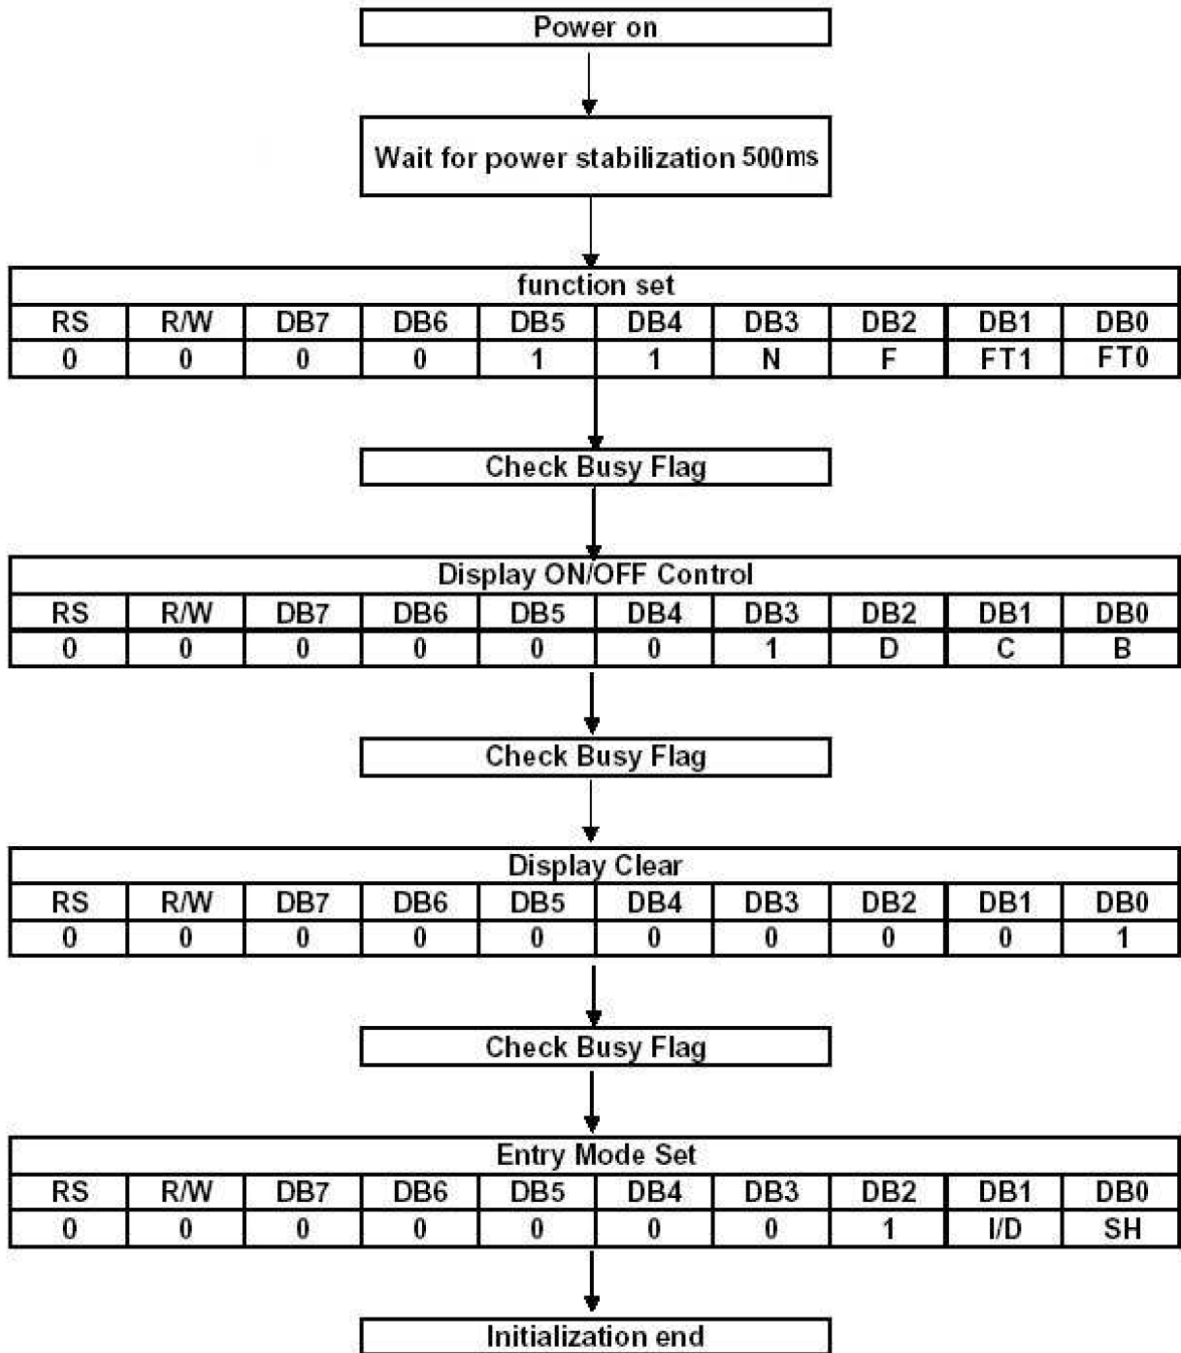 Power on
Wait for power stabilization 500ms
function set
RS R/W DB7 DB6 DB5 DB4 DB3 DB2 DB1 DB0
0 0 0 0 1 1 N F FT1 FT0
Check Busy Flag
Display ON/OFF Control
RS R/W DB7 DB6 DB5 DB4 DB3 DB2 DB1 DB0
0 0 0 0 0 0 1 D C B
Check Busy Flag
Display Clear
RS R/W DB7 DB6 DB5 DB4 DB3 DB2 DB1 DB0
0 0 0 0 0 0 0 0 0 1
Check Busy Flag
Entry Mode Set
RS R/W DB7 DB6 DB5 DB4 DB3 DB2 DB1 DB0
0 0 0 0 0 0 0 1 I/D SH
Initialization end